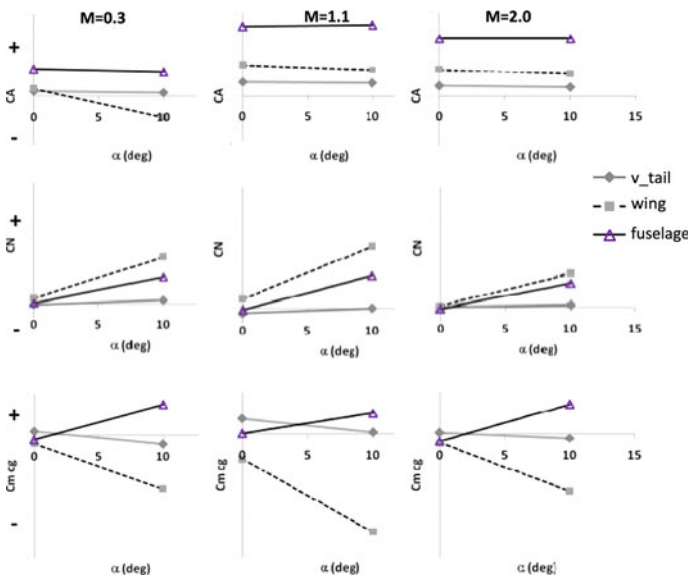 M=0.3 M=1.1 M=2.0
+
CA CA CA
-
0 5 10 0 5 10 0 5 10 15
α (deg) α (deg) α (deg)
v_tail
wing
fuselage
+
CN CN CN
-
0 5 10 0 5 10 0 5 10 15
α (deg) α (deg) α (deg)
+
Cm cg Cm cg Cm cg
-
0 5 10 0 5 10 0 5 10 15
α (deg) α (deg) α (deg)